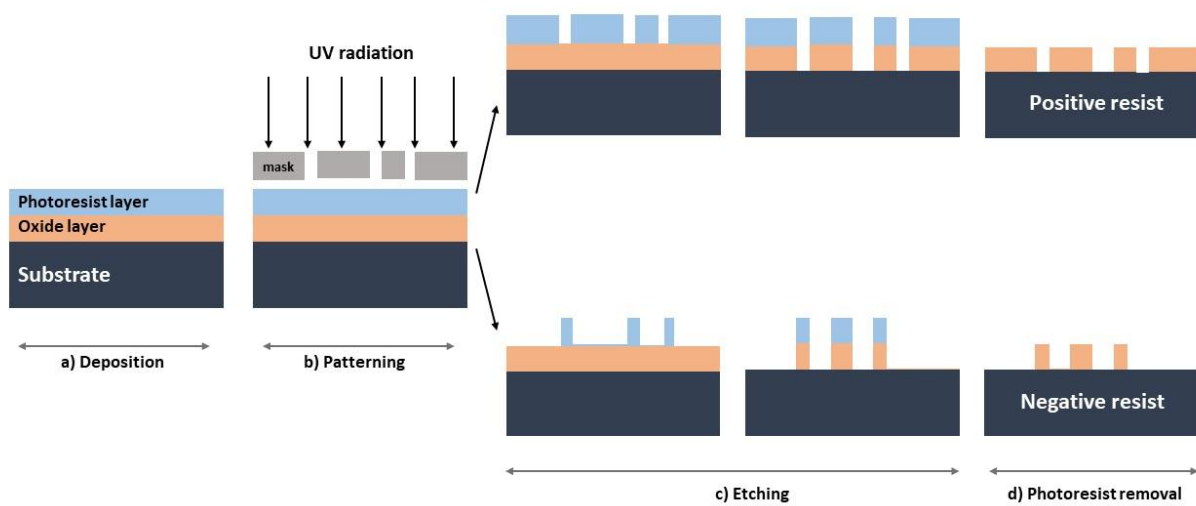 UV radiation
mask
Photoresist layer
Oxide layer
Substrate
Positive resist
Negative resist
a) Deposition
b) Patterning
c) Etching
d) Photoresist removal